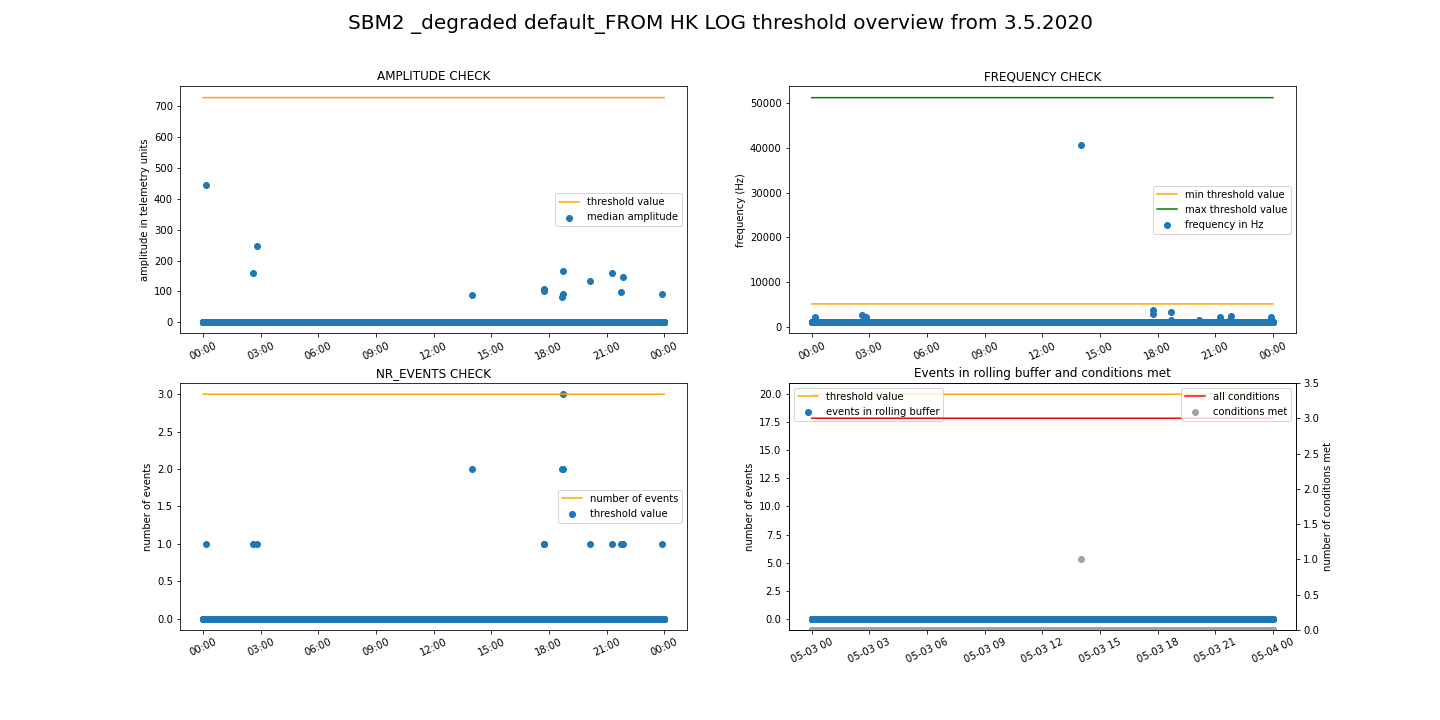 SBM2 _degraded default_FROM HK LOG threshold overview from 3.5.2020
AMPLITUDE CHECK
amplitude in telemetry units
700
600
500
400
300
200
100
0
threshold value
median amplitude
00:00 03:00 06:00 09:00 12:00 15:00 18:00 21:00 00:00
FREQUENCY CHECK
frequency (Hz)
50000
40000
30000
20000
10000
0
min threshold value
max threshold value
frequency in Hz
00:00 03:00 06:00 09:00 12:00 15:00 18:00 21:00 00:00
NR_EVENTS CHECK
number of events
3.0
2.5
2.0
1.5
1.0
0.5
0.0
number of events
threshold value
00:00 03:00 06:00 09:00 12:00 15:00 18:00 21:00 00:00
Events in rolling buffer and conditions met
number of events
20.0
17.5
15.0
12.5
10.0
7.5
5.0
2.5
0.0
threshold value
events in rolling buffer
all conditions
conditions met
3.5
3.0
2.5
2.0
1.5
1.0
0.5
0.0
number of conditions met
05-03 00 05-03 03 05-03 06 05-03 09 05-03 12 05-03 15 05-03 18 05-03 21 05-04 00